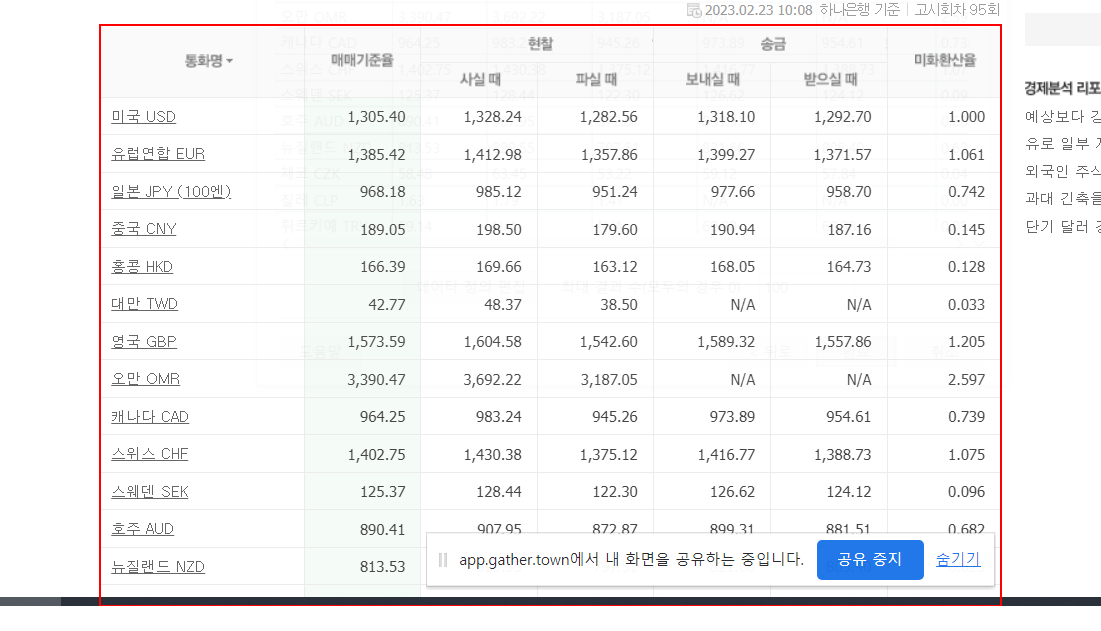 2023.02.23 10:08 하나은행 기준 | 고시회차 95회
통화명 매매기준율 현찰 송금 미화환산율
사실 때 파실 때 보내실 때 받으실 때
미국 USD 1,305.40 1,328.24 1,282.56 1,318.10 1,292.70 1.000
유럽연합 EUR 1,385.42 1,412.98 1,357.86 1,399.27 1,371.57 1.061
일본 JPY (100엔) 968.18 985.12 951.24 977.66 958.70 0.742
중국 CNY 189.05 198.50 179.60 190.94 187.16 0.145
홍콩 HKD 166.39 169.66 163.12 168.05 164.73 0.128
대만 TWD 42.77 48.37 38.50 N/A N/A 0.033
영국 GBP 1,573.59 1,604.58 1,542.60 1,589.32 1,557.86 1.205
오만 OMR 3,390.47 3,692.22 3,187.05 N/A N/A 2.597
캐나다 CAD 964.25 983.24 945.26 973.89 954.61 0.739
스위스 CHF 1,402.75 1,430.38 1,375.12 1,416.77 1,388.73 1.075
스웨덴 SEK 125.37 128.44 122.30 126.62 124.12 0.096
호주 AUD 890.41 907.95 872.87 899.31 881.51 0.682
뉴질랜드 NZD 813.53
app.gather.town에서 내 화면을 공유하는 중입니다. 공유 중지 숨기기
경제분석 리포
예상보다
유로 일부
외국인 주식
과대 긴축을
단기 달러